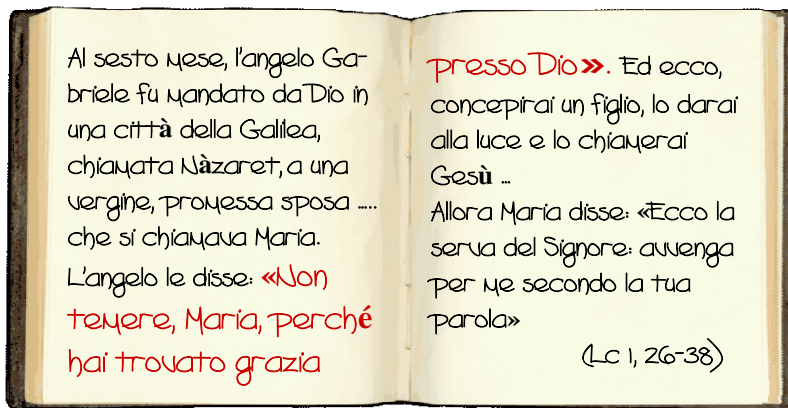 Al sesto mese, l'angelo Ga-
briele fu mandato da Dio in
una città della Galilea,
chiamata Nàzaret, a una
vergine, promessa sposa .....
che si chiamava Maria.
L'angelo le disse: «Non
temere, Maria, perché
hai trovato grazia
presso Dio». Ed ecco,
concepirai un figlio, lo darai
alla luce e lo chiamerai
Gesù ...
Allora Maria disse: «Ecco la
serva del Signore: avvenga
per me secondo la tua
parola»
(Lc 1, 26-38)